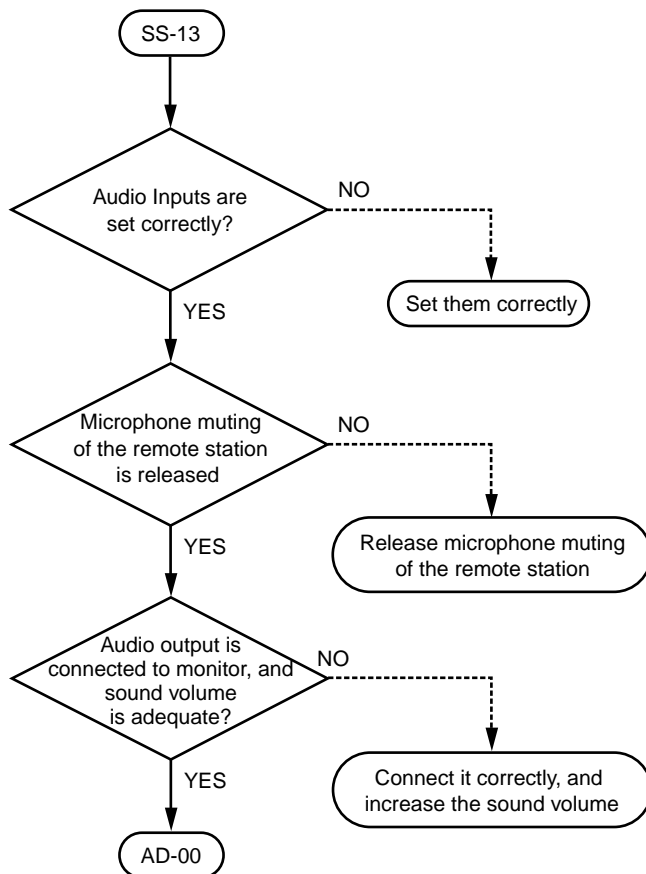 SS-13
Audio Inputs are
set correctly?
NO
Set them correctly
YES
Microphone muting
of the remote station
is released
NO
Release microphone muting
of the remote station
YES
Audio output is
connected to monitor, and
sound volume
is adequate?
NO
Connect it correctly, and
increase the sound volume
YES
AD-00